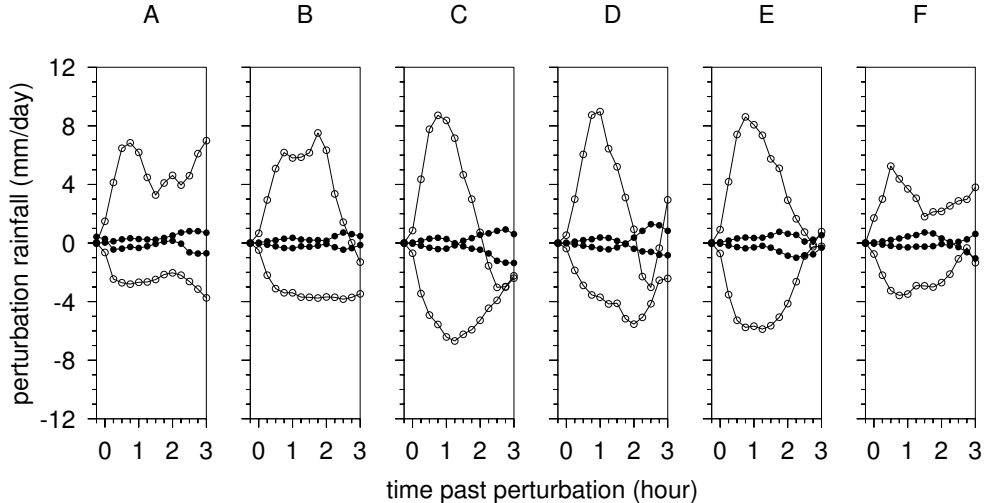 A B C D E F
perturbation rainfall (mm/day)
12
8
4
0
-4
-8
-12
0 1 2 3 0 1 2 3 0 1 2 3 0 1 2 3 0 1 2 3 0 1 2 3
time past perturbation (hour)